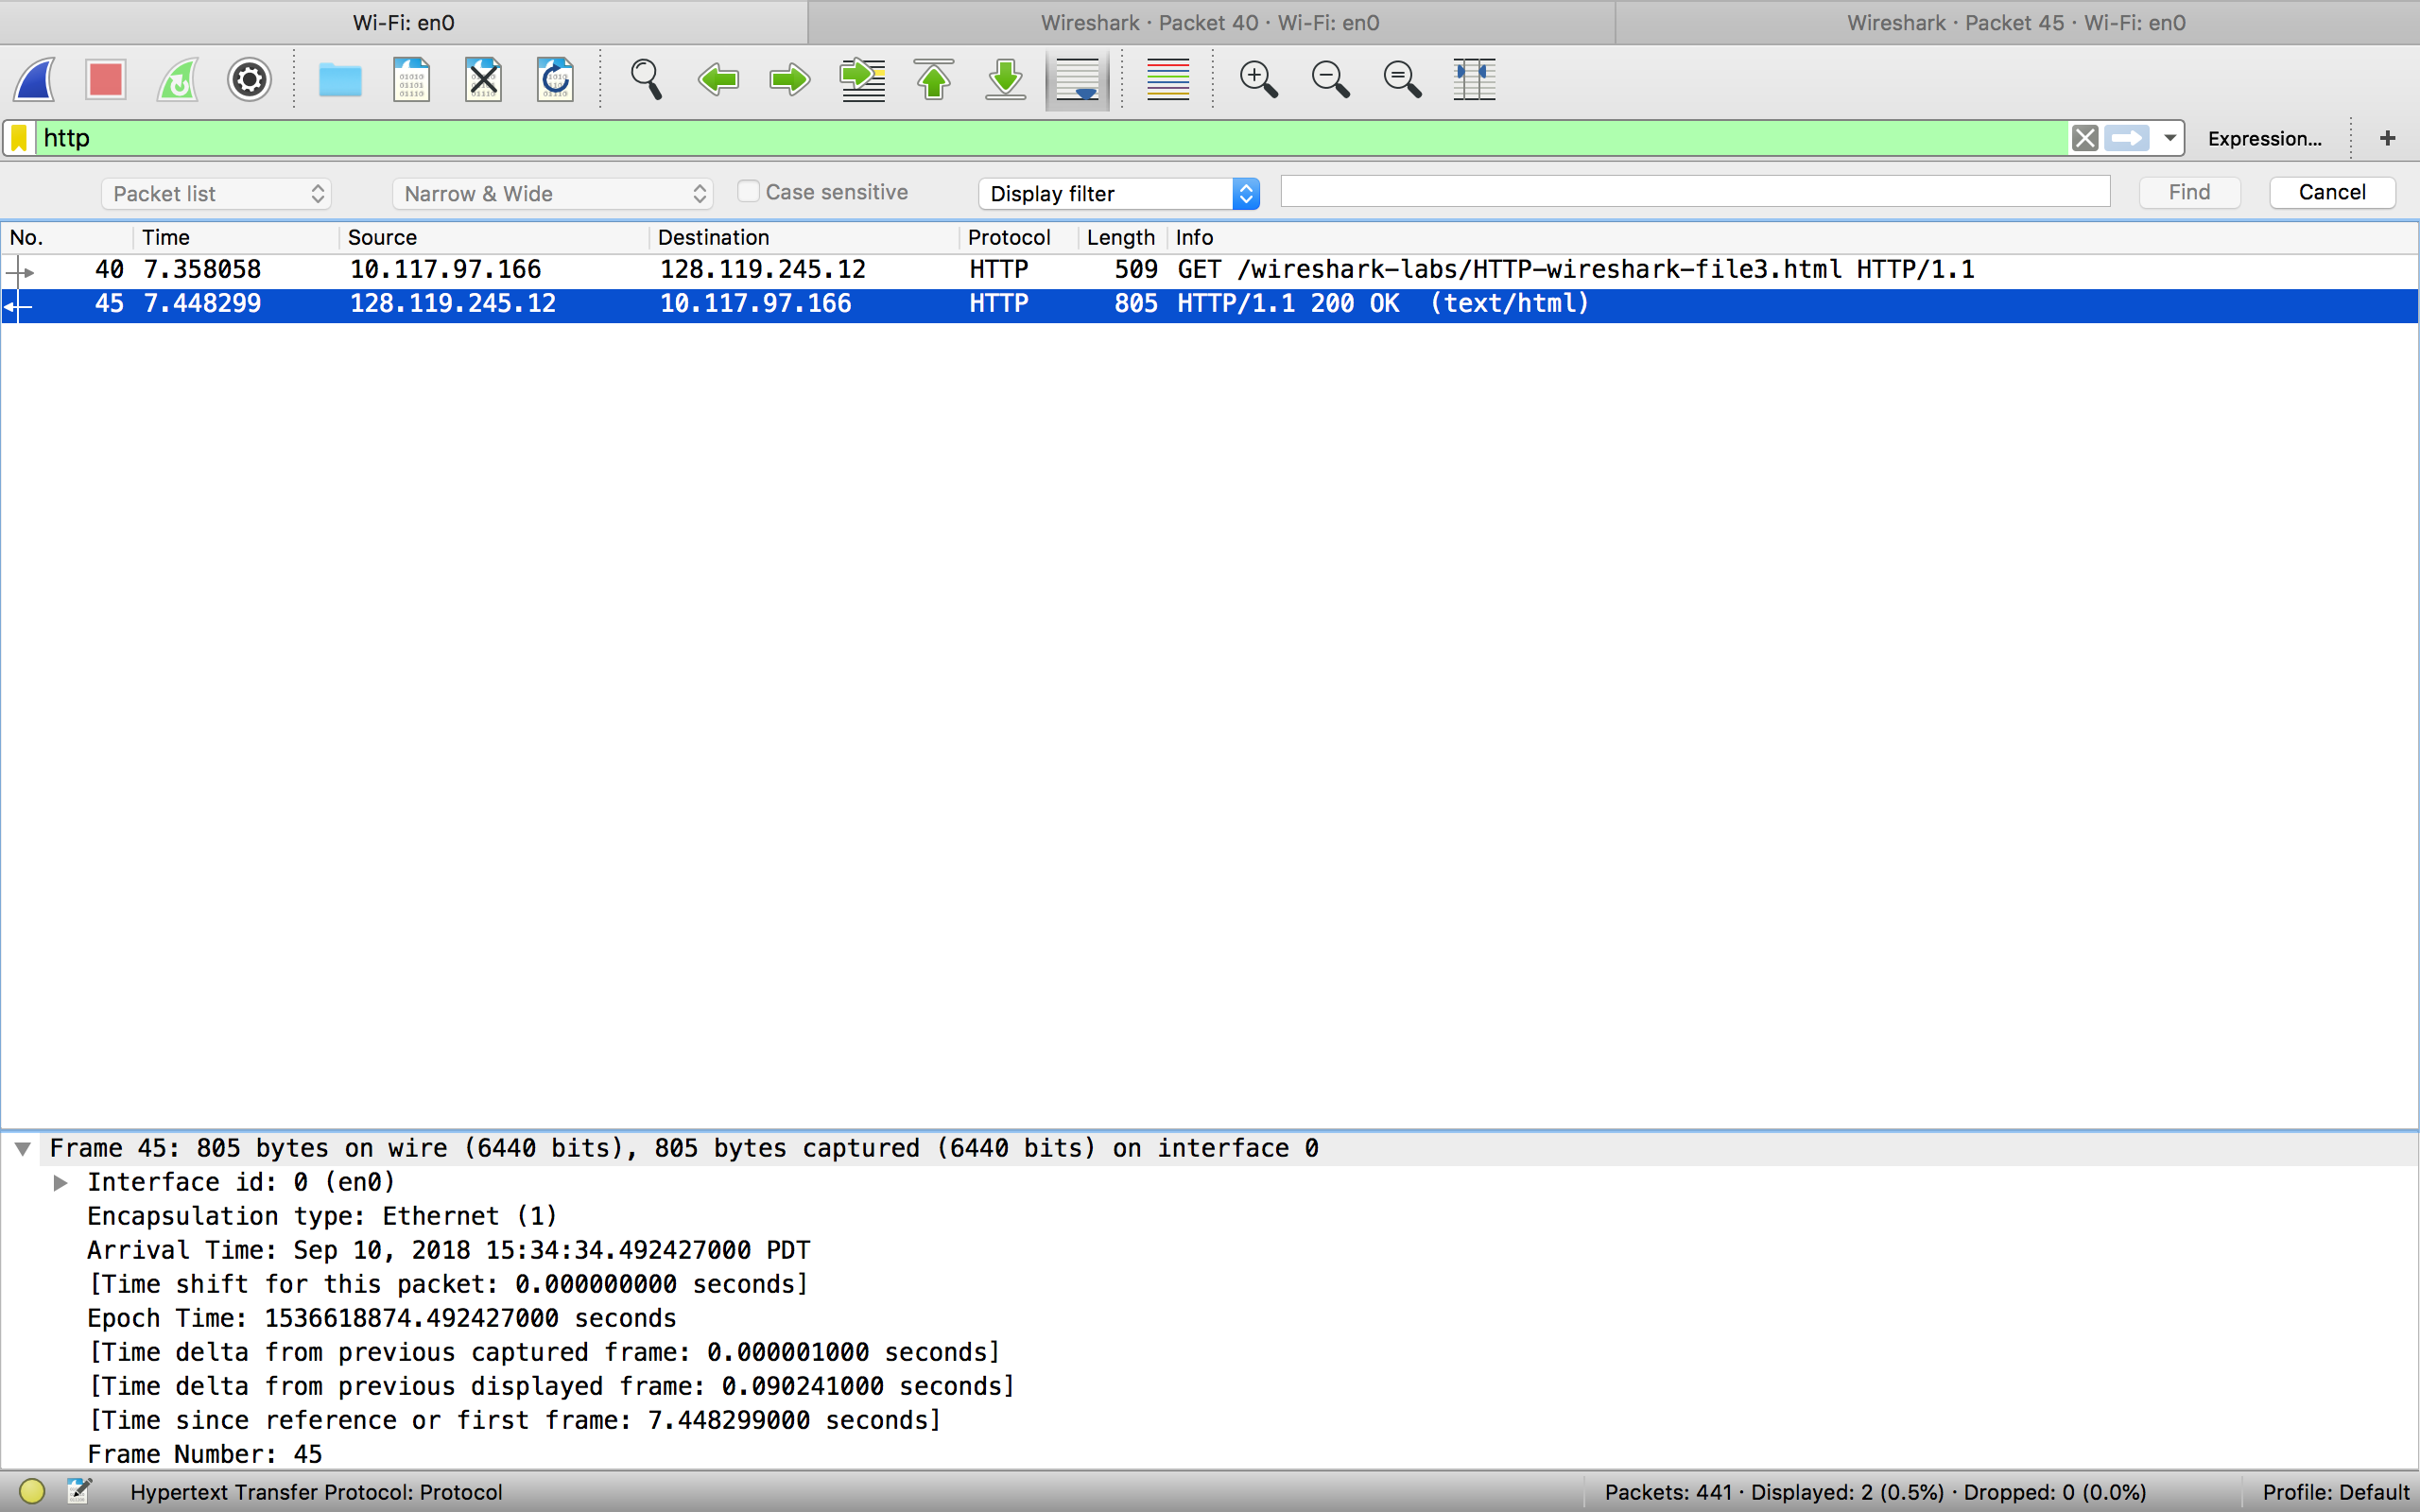 Wi-Fi: en0 Wireshark · Packet 40 · Wi-Fi: en0 Wireshark · Packet 45 · Wi-Fi: en0
http Expression... +
Packet list Narrow & Wide Case sensitive Display filter Find Cancel
No. Time Source Destination Protocol Length Info
40 7.358058 10.117.97.166 128.119.245.12 HTTP 509 GET /wireshark-labs/HTTP-wireshark-file3.html HTTP/1.1
45 7.448299 128.119.245.12 10.117.97.166 HTTP 805 HTTP/1.1 200 OK (text/html)
Frame 45: 805 bytes on wire (6440 bits), 805 bytes captured (6440 bits) on interface 0
Interface id: 0 (en0)
Encapsulation type: Ethernet (1)
Arrival Time: Sep 10, 2018 15:34:34.492427000 PDT
[Time shift for this packet: 0.000000000 seconds]
Epoch Time: 1536618874.492427000 seconds
[Time delta from previous captured frame: 0.000001000 seconds]
[Time delta from previous displayed frame: 0.090241000 seconds]
[Time since reference or first frame: 7.448299000 seconds]
Frame Number: 45
Hypertext Transfer Protocol: Protocol Packets: 441 · Displayed: 2 (0.5%) · Dropped: 0 (0.0%) Profile: Default